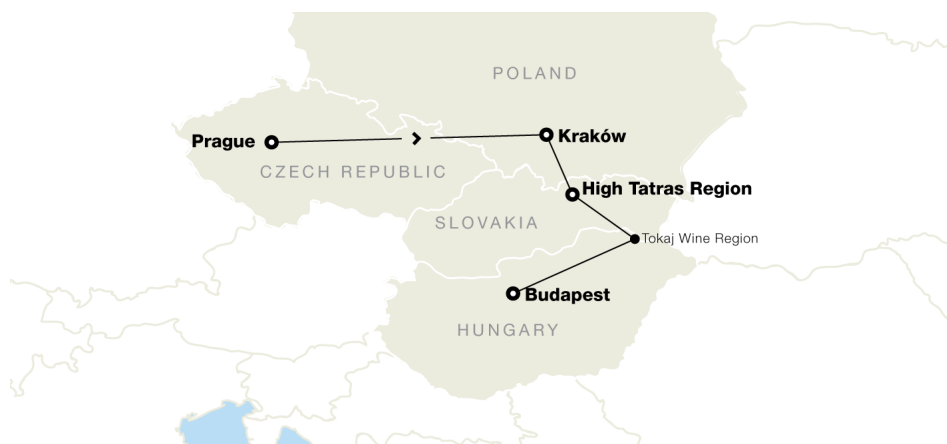 POLAND
Prague
Kraków
CZECH REPUBLIC
High Tatras Region
SLOVAKIA
Tokaj Wine Region
Budapest
HUNGARY